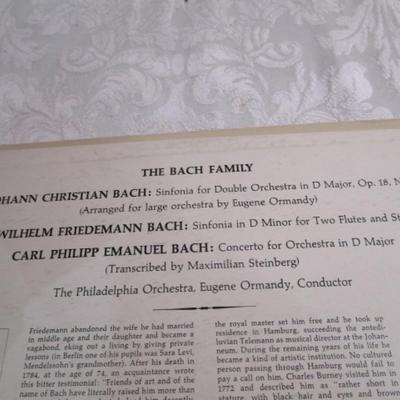 THE BACH FAMILY
OHANN CHRISTIAN BACH: Sinfonia for Double Orchestra in D Major, Op. 18, N
(Arranged for large orchestra by Eugene Ormandy)
WILHELM FRIEDEMANN BACH: Sinfonia in D Minor for Two Flutes and St
CARL PHILIPP EMANUEL BACH: Concerto for Orchestra in D Major
(Transcribed by Maximilian Steinberg)
The Philadelphia Orchestra, Eugene Ormandy, Conductor
Friedemann abandoned the wife he had married
in middle age and their daughter and became a
vagabond, eking out a living by giving private
lessons (in Berlin one of his pupils was Sara Levi,
Mendelssohn's grandmother). After his death in
1784, at the age of 74, an acquaintance wrote
this bitter testimonial: "Friends of art and of the
name of Bach have literally raised him more than
the royal master set him free and he took up
residence in Hamburg, succeeding the antedi-
luvian Telemann as musical director at the Johan-
neum. During the remaining years of his life he
became a kind of artistic institution. No cultured
person passing through Hamburg would fail to
pay a call on him. Charles Burney visited him in
1772 and described him as "rather short in
stature, with black hair and eyes and brown